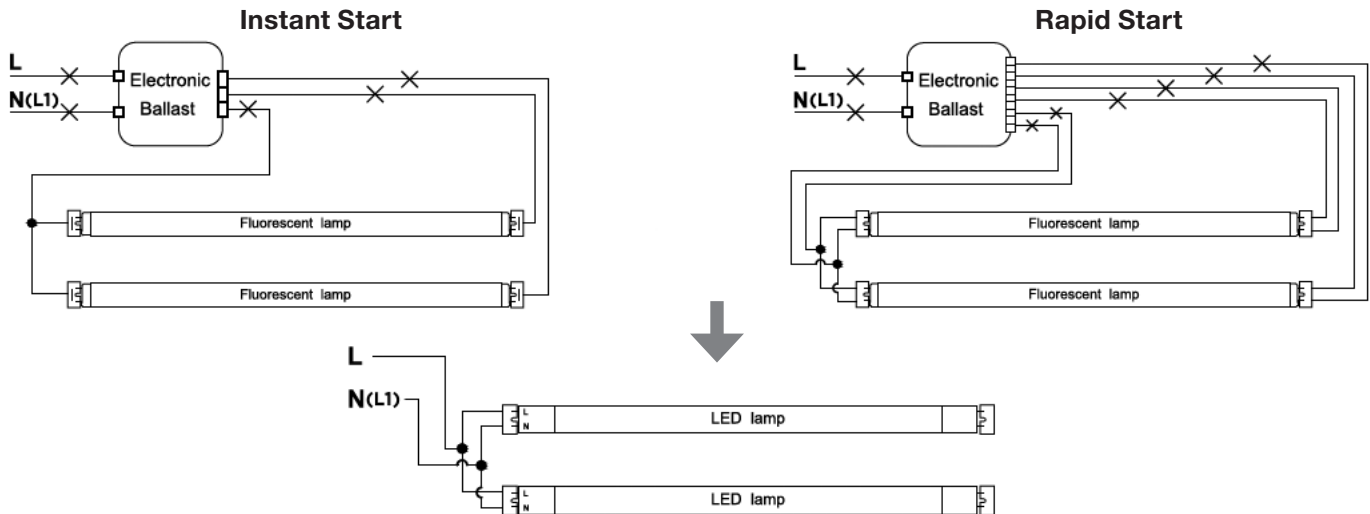 Instant Start
L
N(L1)
Electronic
Ballast
Fluorescent lamp
Fluorescent lamp
Rapid Start
L
N(L1)
Electronic
Ballast
Fluorescent lamp
Fluorescent lamp
L
N(L1)
L
N
LED lamp
L
N
LED lamp